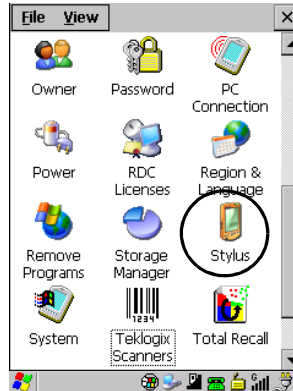 File View
Owner Password PC
Connection
Power RDC Region &
Licenses Language
Remove Storage Stylus
Programs Manager
1234
System Teklogix Total Recall
Scanners